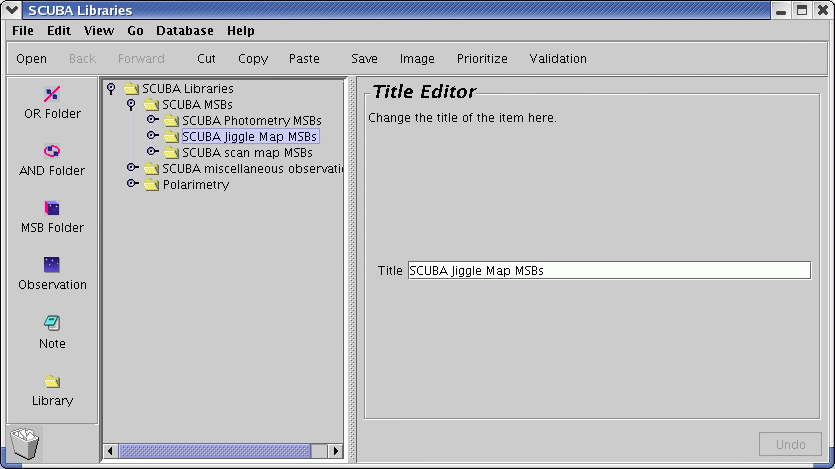 SCUBA Libraries
File Edit View Go Database Help
Open Back Forward Cut Copy Paste Save Image Prioritize Validation
OR Folder
AND Folder
MSB Folder
Observation
Note
Library
SCUBA Libraries
SCUBA MSBs
SCUBA Photometry MSBs
SCUBA Jiggle Map MSBs
SCUBA scan map MSBs
SCUBA miscellaneous observati
Polarimetry
Title Editor
Change the title of the item here.
Title SCUBA Jiggle Map MSBs
Undo